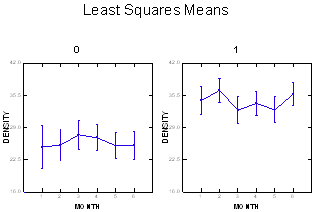 Least Squares Means
0 1
42.0 42.0
35.5 35.5
DENSITY 29.0 DENSITY 29.0
22.5 22.5
16.0 16.0
1 2 3 4 5 6 1 2 3 4 5 6
MONTH MONTH